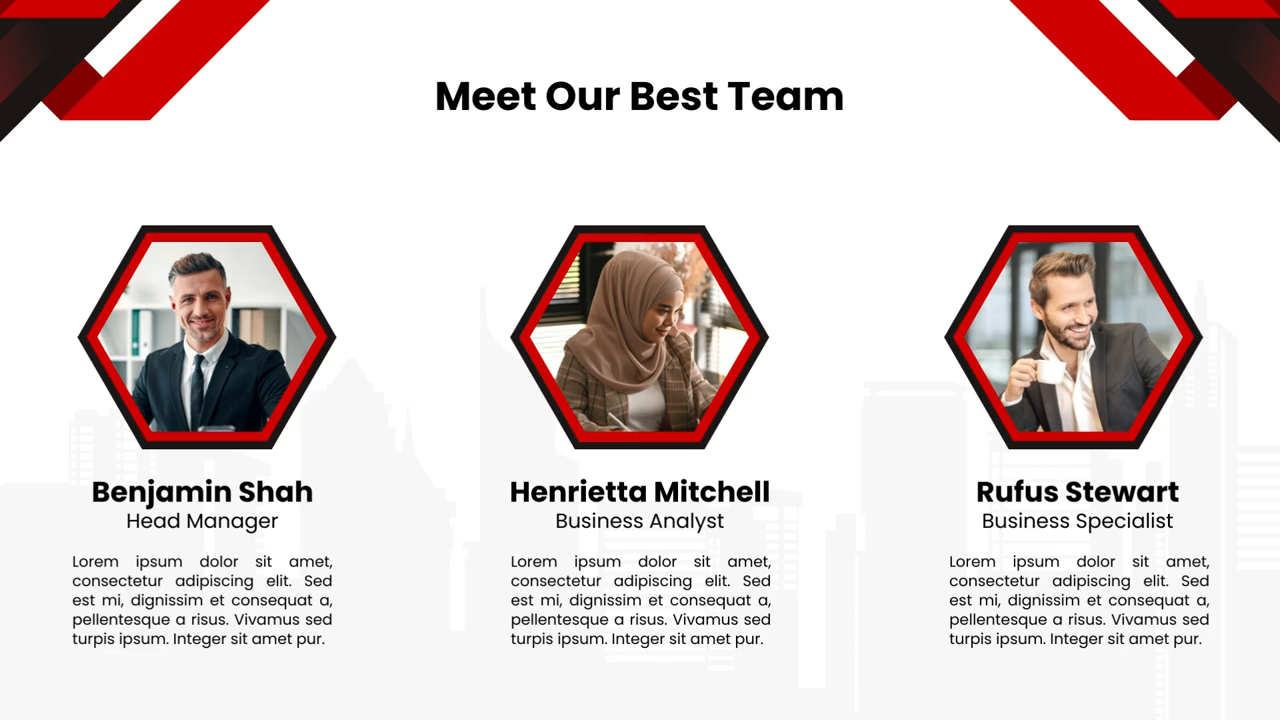 Meet Our Best Team
Benjamin Shah
Head Manager
Lorem ipsum dolor sit amet,
consectetur adipiscing elit. Sed
est mi, dignissim et consequat a,
pellentesque a risus. Vivamus sed
turpis ipsum. Integer sit amet pur.
Henrietta Mitchell
Business Analyst
Lorem ipsum dolor sit amet,
consectetur adipiscing elit. Sed
est mi, dignissim et consequat a,
pellentesque a risus. Vivamus sed
turpis ipsum. Integer sit amet pur.
Rufus Stewart
Business Specialist
Lorem ipsum dolor sit amet,
consectetur adipiscing elit. Sed
est mi, dignissim et consequat a,
pellentesque a risus. Vivamus sed
turpis ipsum. Integer sit amet pur.